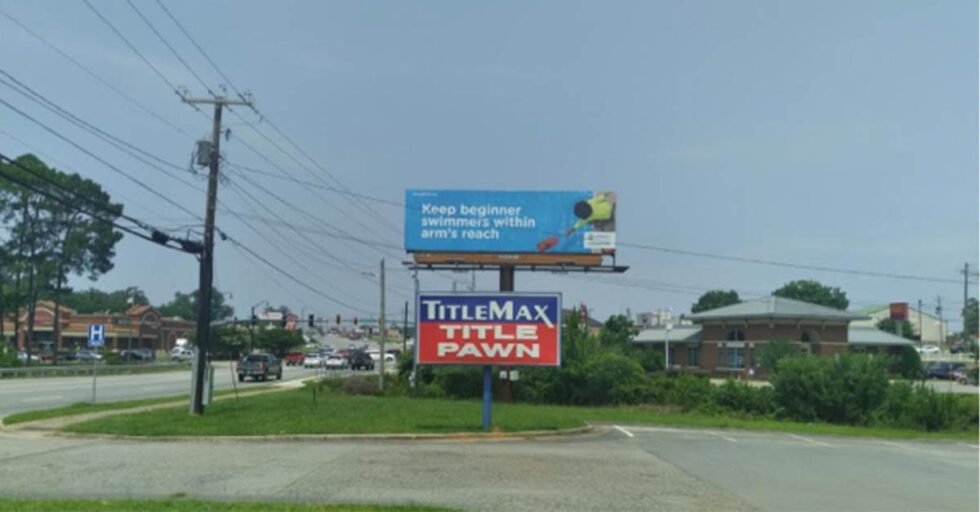 Keep beginner
swimmers within
arm's reach
TITLEMAX
TITLE
PAWN
H